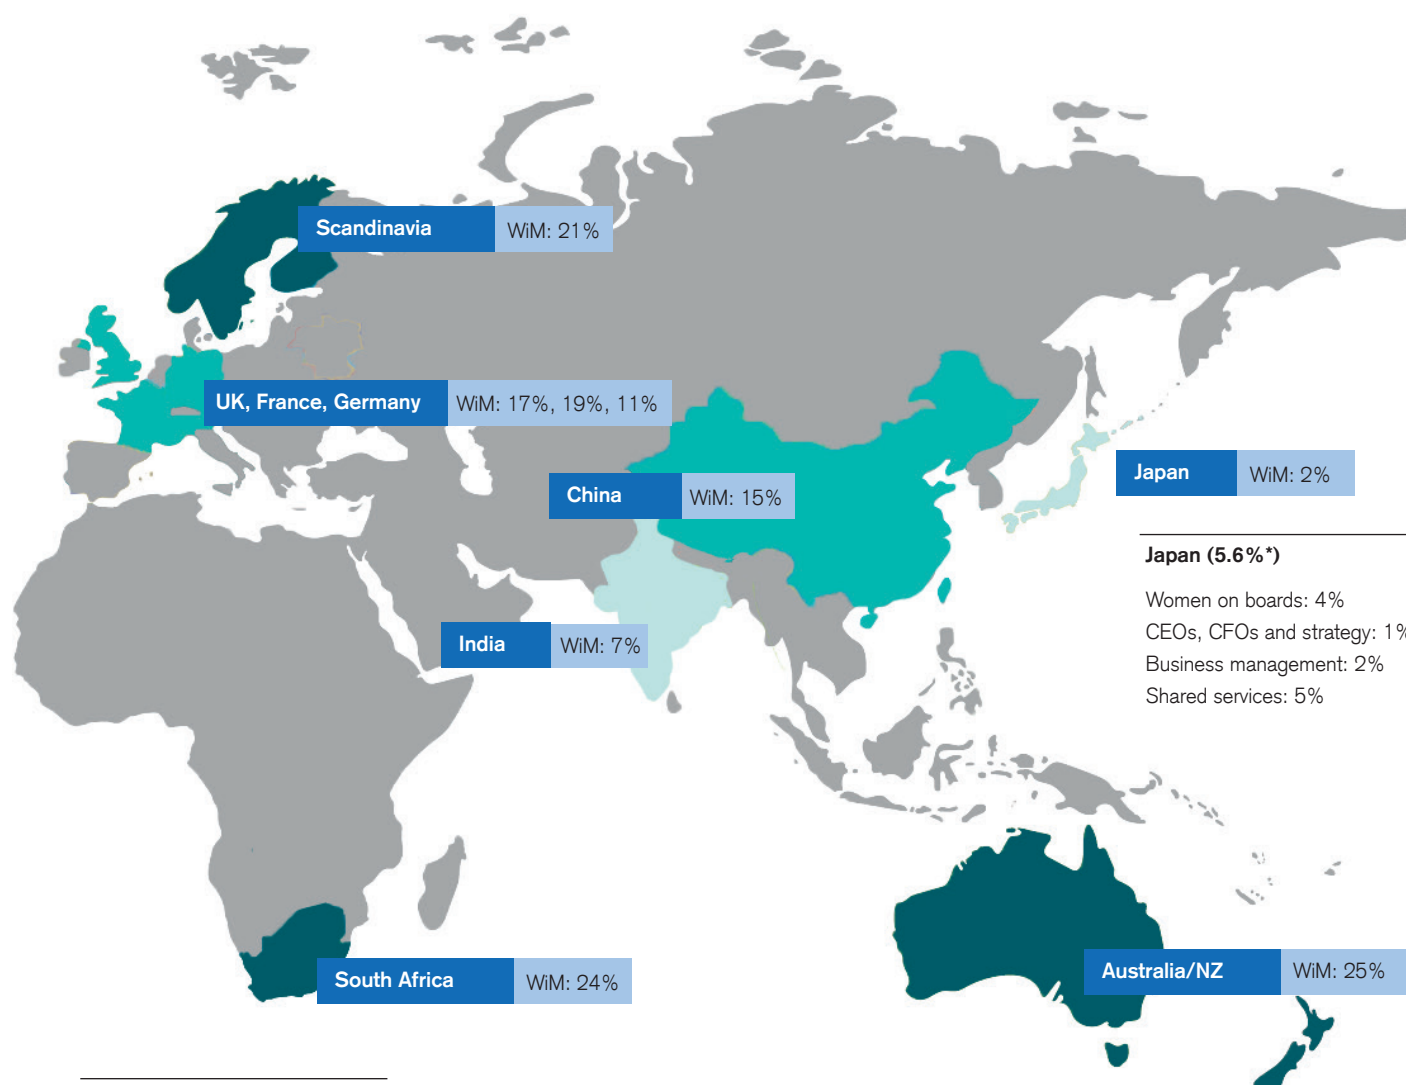 Scandinavia WiM: 21%
UK, France, Germany WiM: 17%, 19%, 11%
Japan WiM: 2%
China WiM: 15%
Japan (5.6%*)
Women on boards: 4%
CEOs, CFOs and strategy: 1%
Business management: 2%
India WiM: 7%
Shared services: 5%
Australia/NZ WiM: 25%
South Africa WiM: 24%